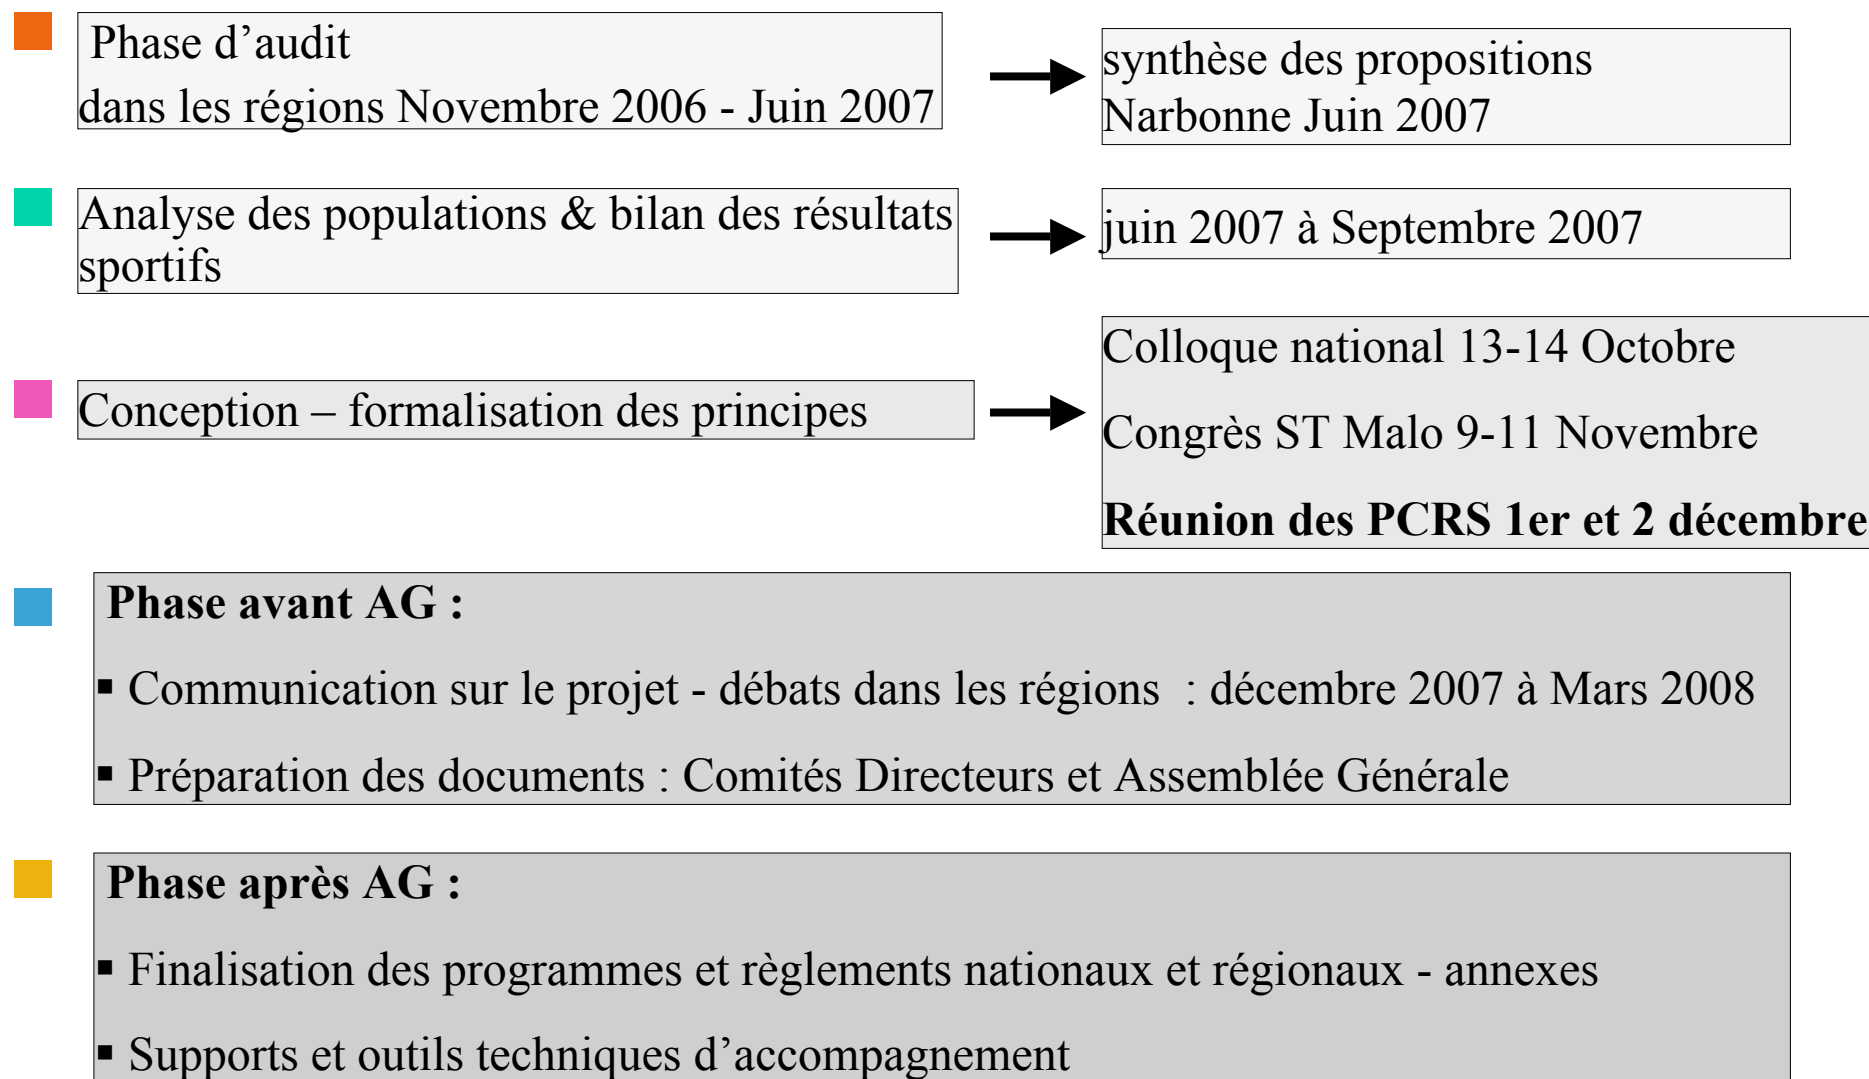 Phase d’audit
dans les régions Novembre 2006 - Juin 2007
synthèse des propositions
Narbonne Juin 2007
Analyse des populations & bilan des résultats
sportifs
juin 2007 à Septembre 2007
Conception – formalisation des principes
Colloque national 13-14 Octobre
Congrès ST Malo 9-11 Novembre
Réunion des PCRS 1er et 2 décembre
Phase avant AG :
▪ Communication sur le projet - débats dans les régions : décembre 2007 à Mars 2008
▪ Préparation des documents : Comités Directeurs et Assemblée Générale
Phase après AG :
▪ Finalisation des programmes et règlements nationaux et régionaux - annexes
▪ Supports et outils techniques d’accompagnement